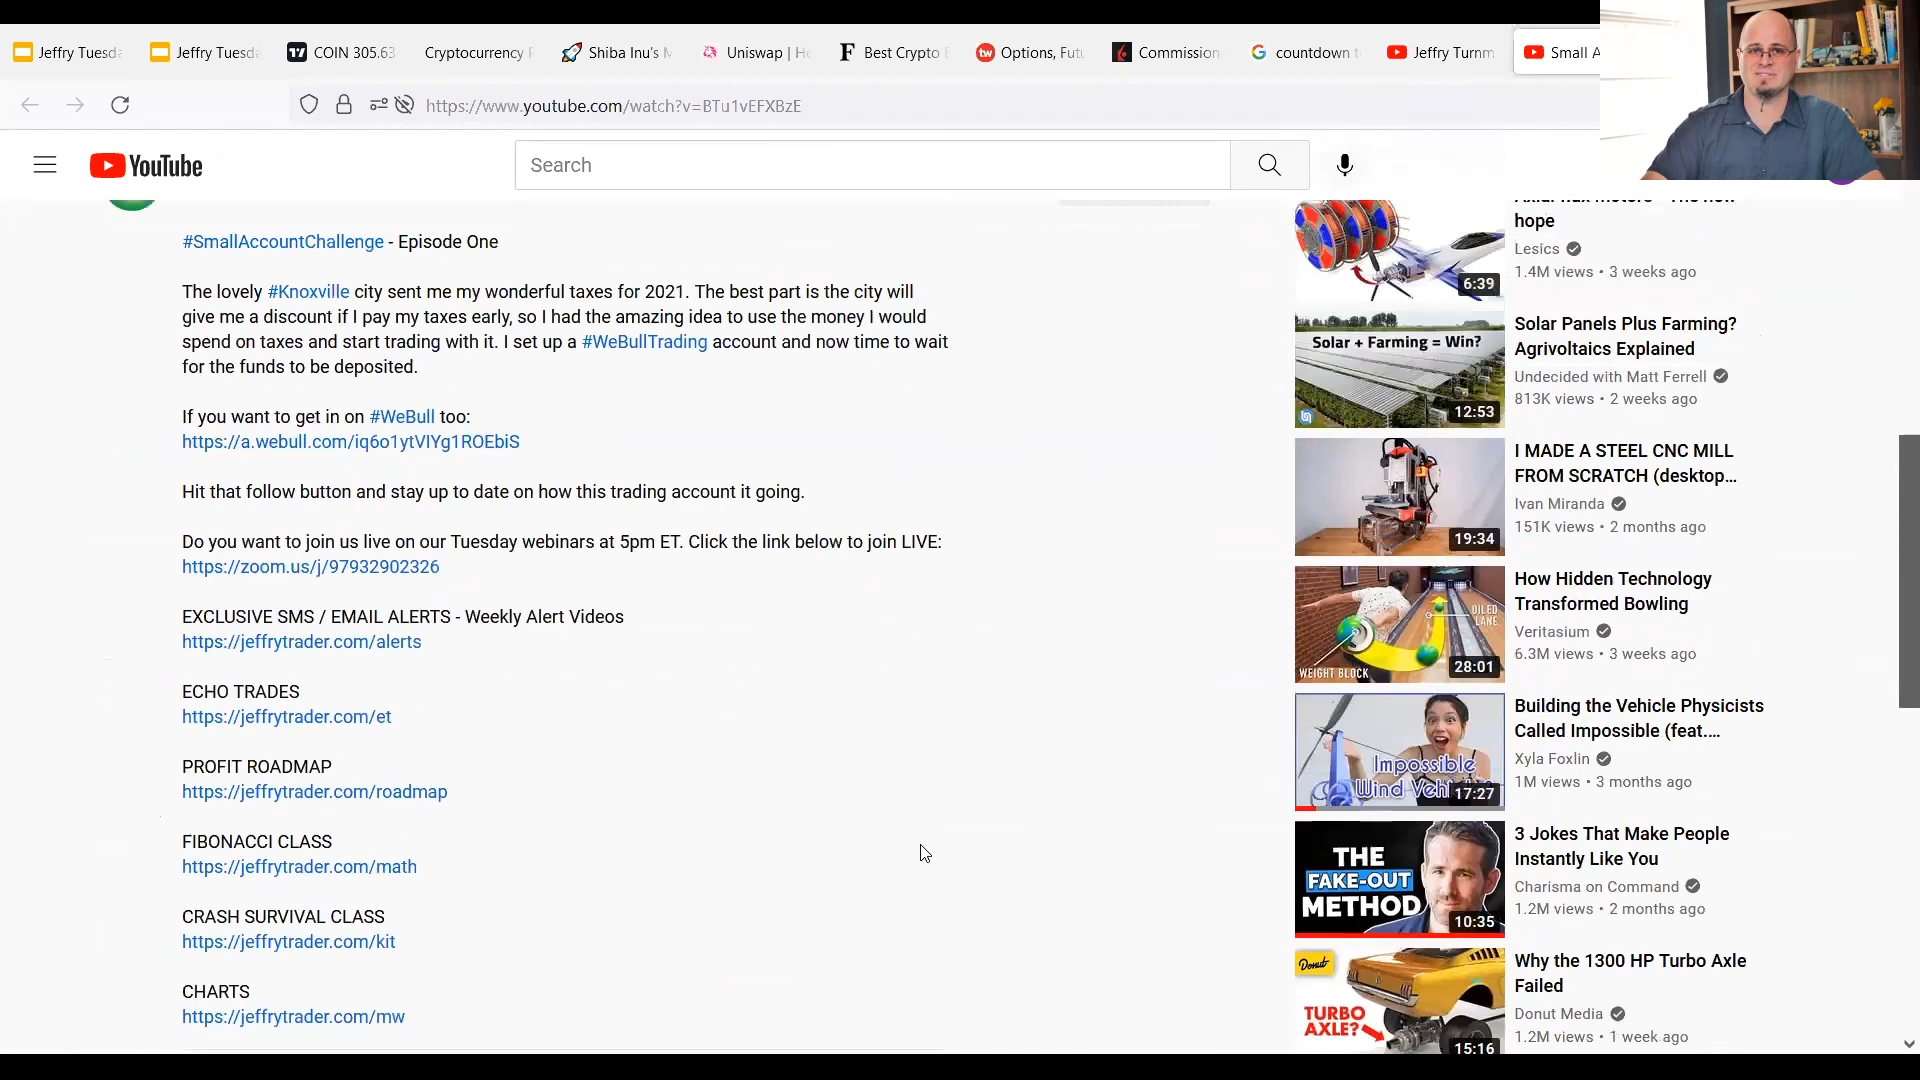 Jeffry Tuesda
Jeffry Tuesda
COIN 305.63
Cryptocurrency
Shiba Inu's
Uniswap | Ho
Best Crypto
Options, Futu
Commission
countdown t
Jeffry Turnm
Small A
https://www.youtube.com/watch?v=BTu1vEFXBzE
YouTube
Search
#SmallAccountChallenge - Episode One
The lovely #Knoxville city sent me my wonderful taxes for 2021. The best part is the city will
give me a discount if I pay my taxes early, so I had the amazing idea to use the money I would
spend on taxes and start trading with it. I set up a #WeBullTrading account and now time to wait
for the funds to be deposited.
If you want to get in on #WeBull too:
https://a.webull.com/iq6o1ytVIYg1ROEbiS
Hit that follow button and stay up to date on how this trading account it going.
Do you want to join us live on our Tuesday webinars at 5pm ET. Click the link below to join LIVE:
https://zoom.us/j/97932902326
EXCLUSIVE SMS / EMAIL ALERTS - Weekly Alert Videos
https://jeffrytrader.com/alerts
ECHO TRADES
https://jeffrytrader.com/et
PROFIT ROADMAP
https://jeffrytrader.com/roadmap
FIBONACCI CLASS
https://jeffrytrader.com/math
CRASH SURVIVAL CLASS
https://jeffrytrader.com/kit
CHARTS
https://jeffrytrader.com/mw
hope
Lesics
1.4M views • 3 weeks ago
6:39
Solar + Farming = Win?
12:53
Solar Panels Plus Farming?
Agrivoltaics Explained
Undecided with Matt Ferrell
813K views • 2 weeks ago
19:34
I MADE A STEEL CNC MILL
FROM SCRATCH (desktop...
Ivan Miranda
151K views • 2 months ago
OILED
LANE
WEIGHT BLOCK
28:01
How Hidden Technology
Transformed Bowling
Veritasium
6.3M views • 3 weeks ago
Impossible
Wind Veh
17:27
Building the Vehicle Physicists
Called Impossible (feat....
Xyla Foxlin
1M views • 3 months ago
THE
FAKE-OUT
METHOD
10:35
3 Jokes That Make People
Instantly Like You
Charisma on Command
1.2M views • 2 months ago
Donut
TURBO
AXLE?
15:16
Why the 1300 HP Turbo Axle
Failed
Donut Media
1.2M views • 1 week ago